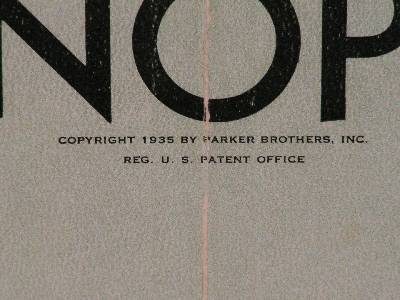 NOP
COPYRIGHT 1935 BY PARKER BROTHERS, INC.
REG. U. S. PATENT OFFICE